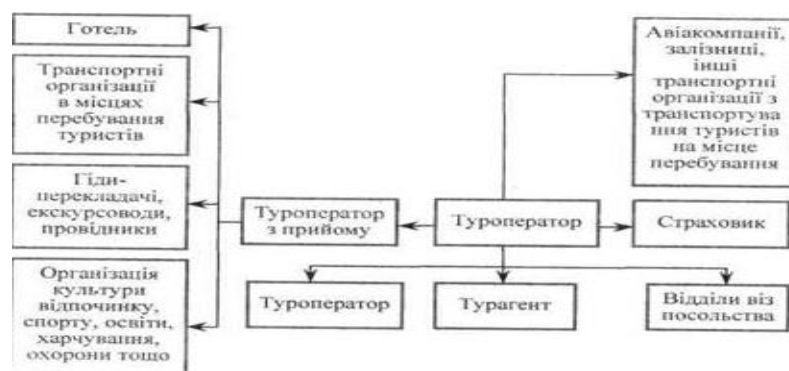 Готель
Транспортні
організації
в місцях
перебування
туристів
Гіди-
перекладачі,
екскурсоводи,
провідники
Організація
культури
відпочинку,
спорту, освіти,
харчування,
охорони тощо
Туроператор
з прийому
Туроператор
Авіакомпанії,
залізниці,
інші
транспортні
організації з
транспортува
ння туристів
на місце
перебування
Страховик
Туроператор
Турагент
Відділи віз
посольства